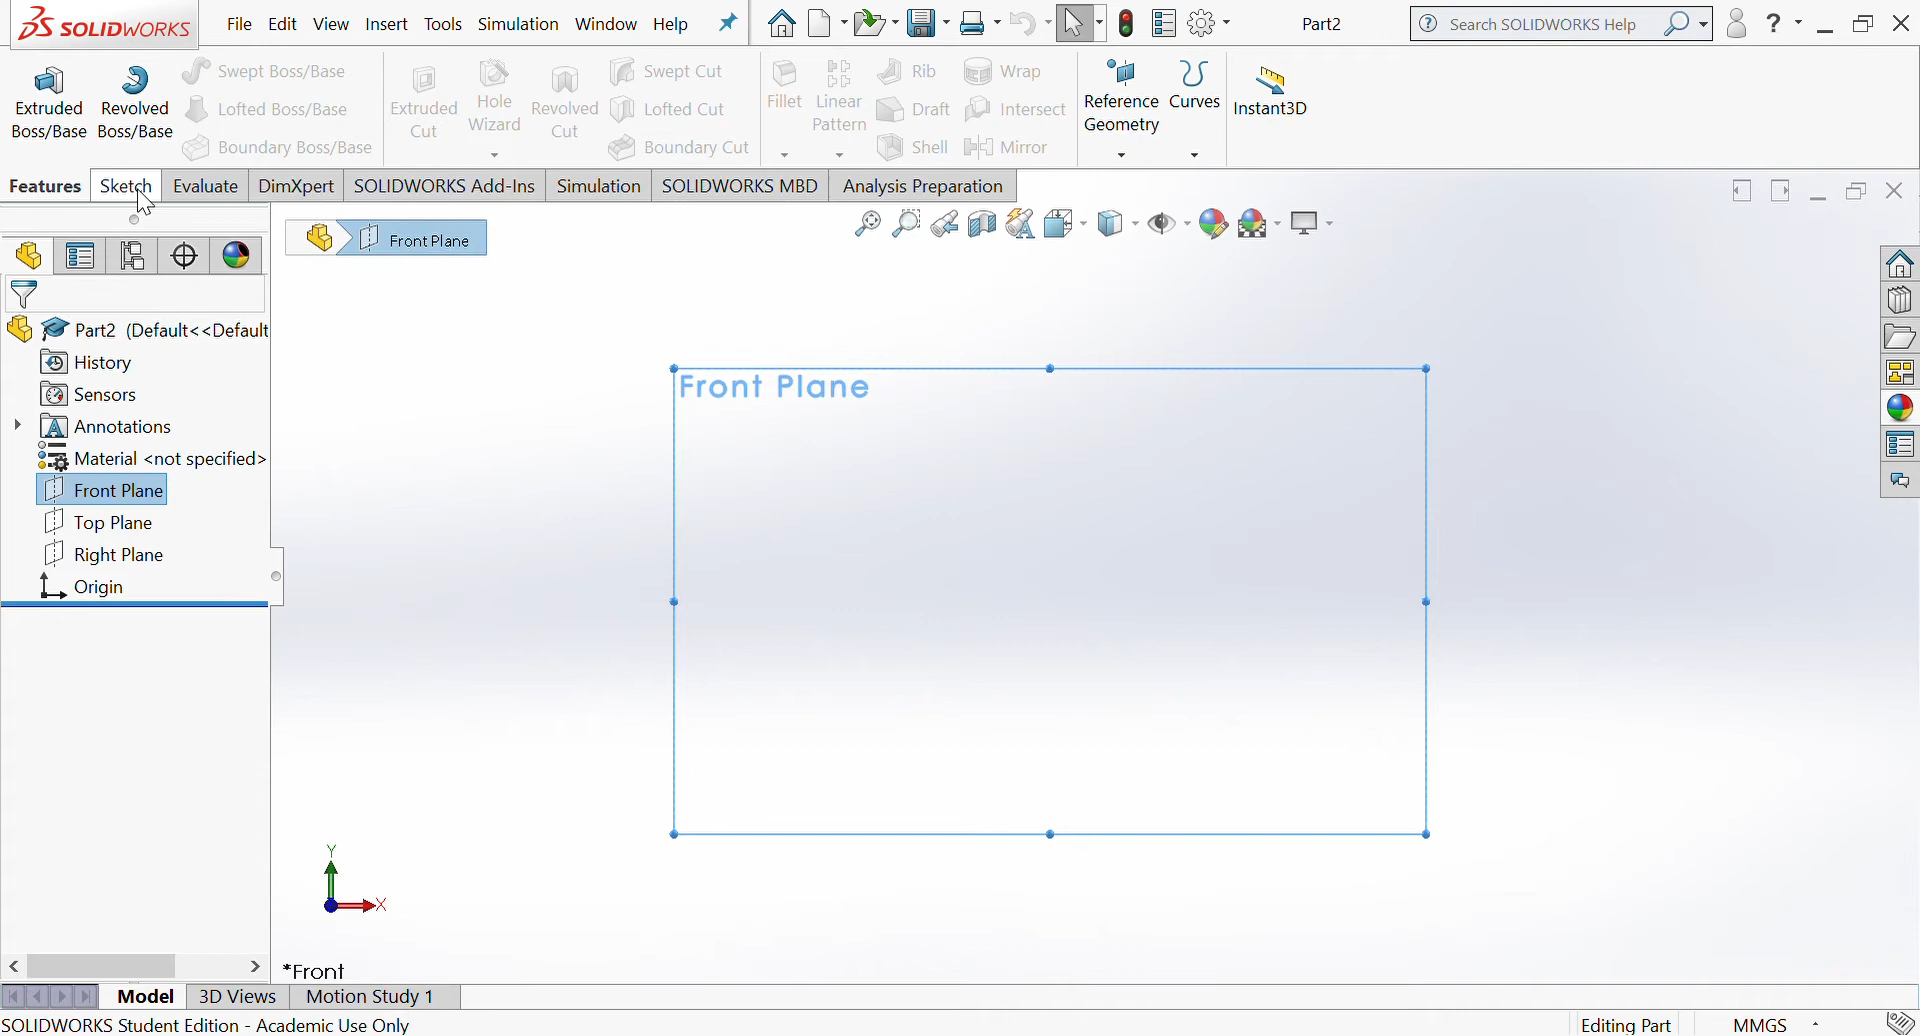 SOLIDWORKS File Edit View Insert Tools Simulation Window Help Part2 Search SOLIDWORKS Help ?
Extruded Boss/Base
Revolved Boss/Base
Swept Boss/Base
Lofted Boss/Base
Boundary Boss/Base
Extruded Cut
Hole Wizard
Revolved Cut
Swept Cut
Lofted Cut
Boundary Cut
Fillet
Linear Pattern
Rib
Draft
Shell
Wrap
Intersect
Mirror
Reference Geometry
Curves
Instant3D
Features Sketch Evaluate DimXpert SOLIDWORKS Add-Ins Simulation SOLIDWORKS MBD Analysis Preparation
Front Plane
Part2 (Default<<Default
History
Sensors
Annotations
Material <not specified>
Front Plane
Top Plane
Right Plane
Origin
Front Plane
Y
X
*Front
Model 3D Views Motion Study 1
SOLIDWORKS Student Edition - Academic Use Only Editing Part MMGS